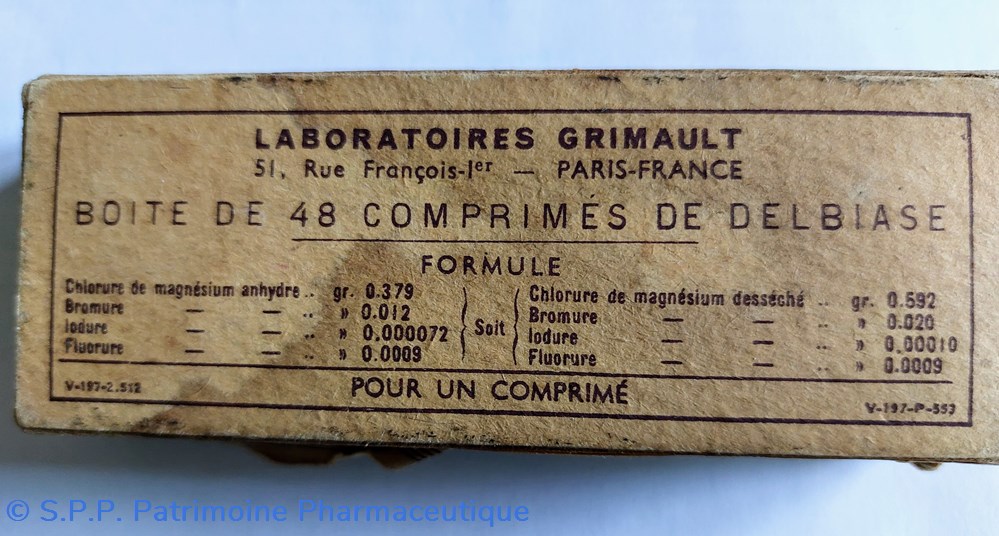 LABORATOIRES GRIMAULT
51, Rue François-Ier — PARIS-FRANCE
BOITE DE 48 COMPRIMÉS DE DELBIASE
FORMULE
Chlorure de magnésium anhydre .. gr. 0.379
Bromure — — .. » 0.012
Iodure — — .. » 0.000072
Fluorure — — .. » 0.0009
Soit
Chlorure de magnésium desséché .. gr. 0.592
Bromure — — .. » 0.020
Iodure — — .. » 0.00010
Fluorure — — .. » 0.0009
V-197-2.512
POUR UN COMPRIMÉ
V-197-P-553
© S.P.P. Patrimoine Pharmaceutique